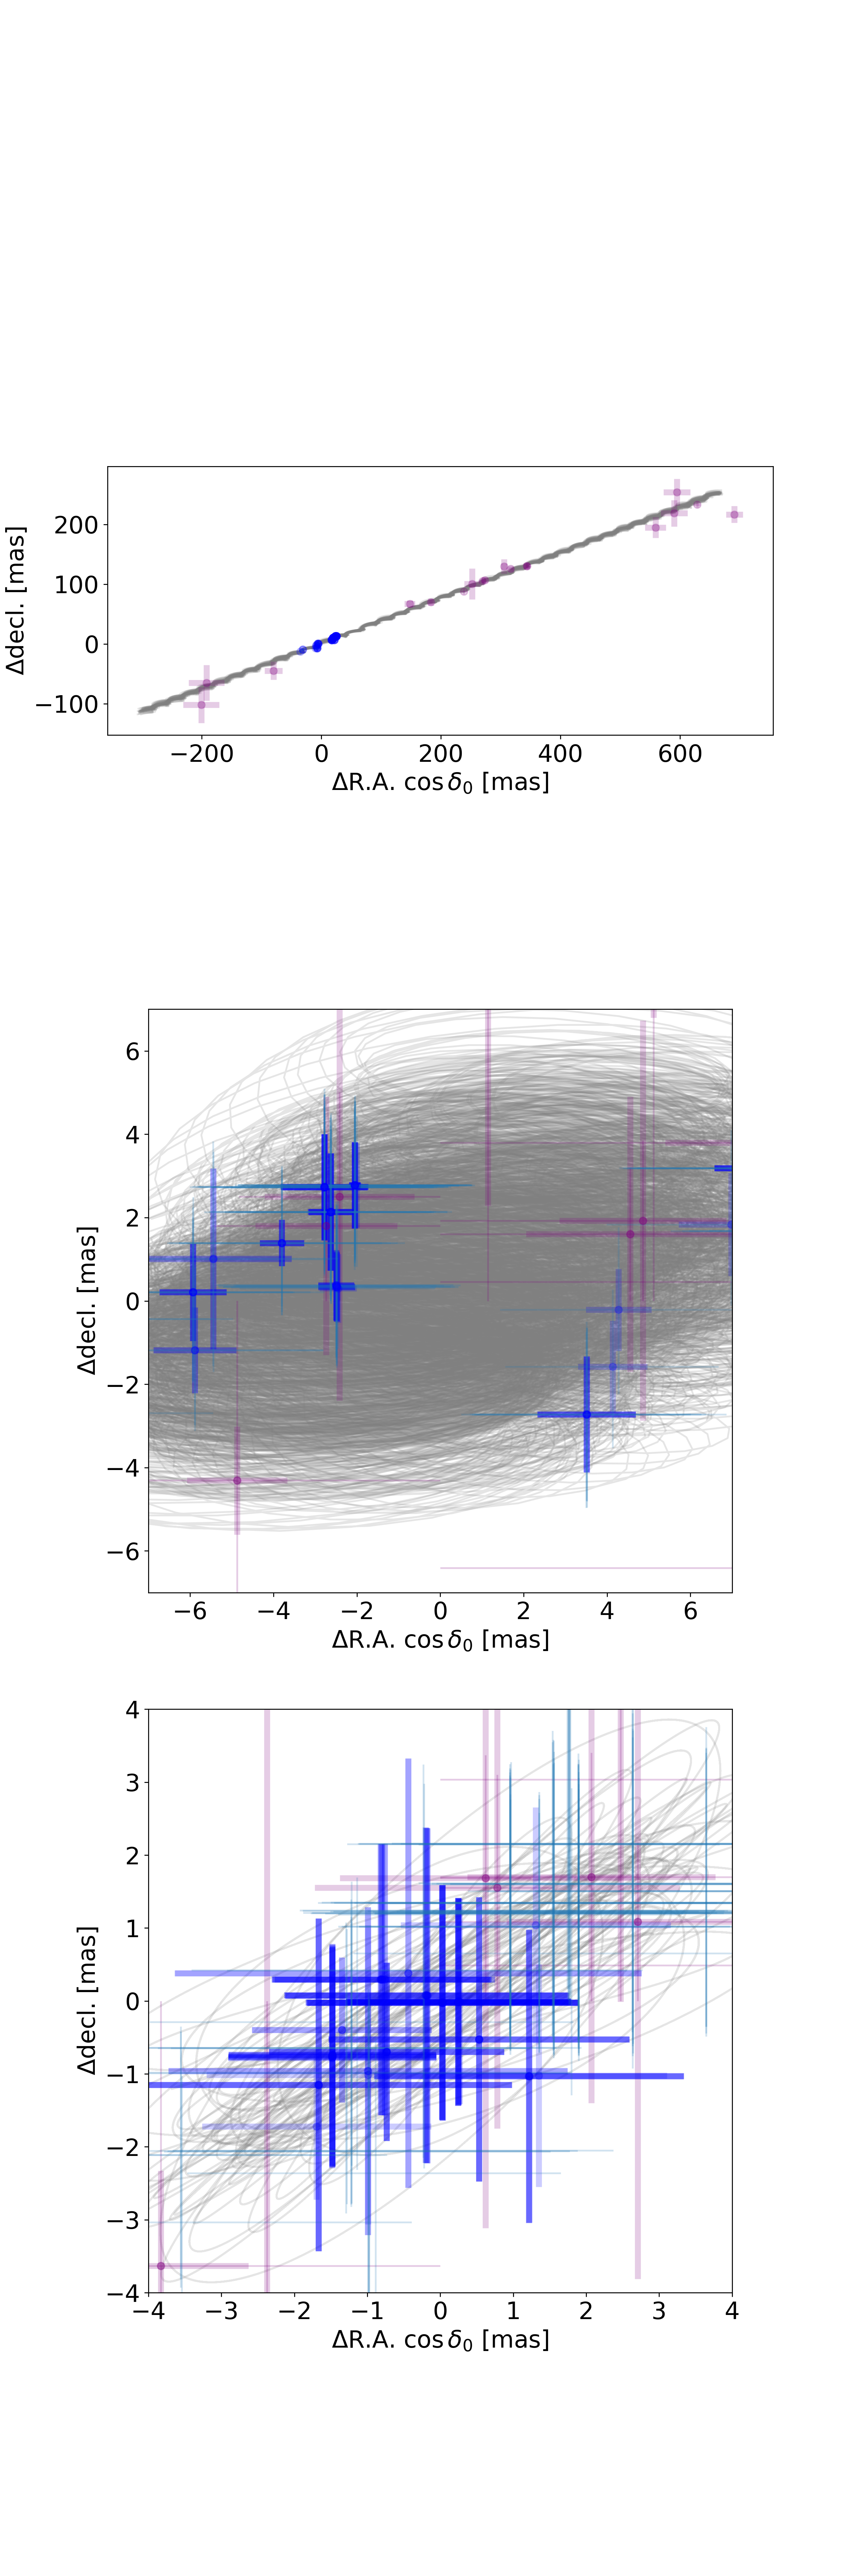 Δdecl. [mas]
200
100
0
−100
−200 0 200 400 600
ΔR.A. cos δ₀ [mas]
Δdecl. [mas]
6
4
2
0
−2
−4
−6
−6 −4 −2 0 2 4 6
ΔR.A. cos δ₀ [mas]
Δdecl. [mas]
4
3
2
1
0
−1
−2
−3
−4
−4 −3 −2 −1 0 1 2 3 4
ΔR.A. cos δ₀ [mas]